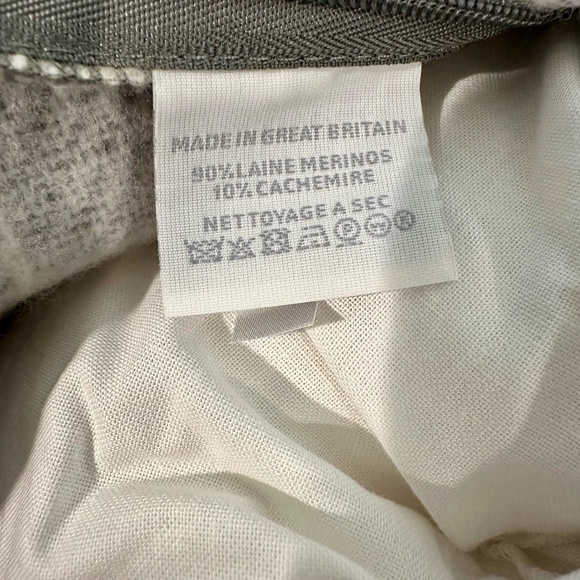 MADE IN GREAT BRITAIN
90% LAINE MERINOS
10% CACHEMIRE
NETTOYAGE A SEC